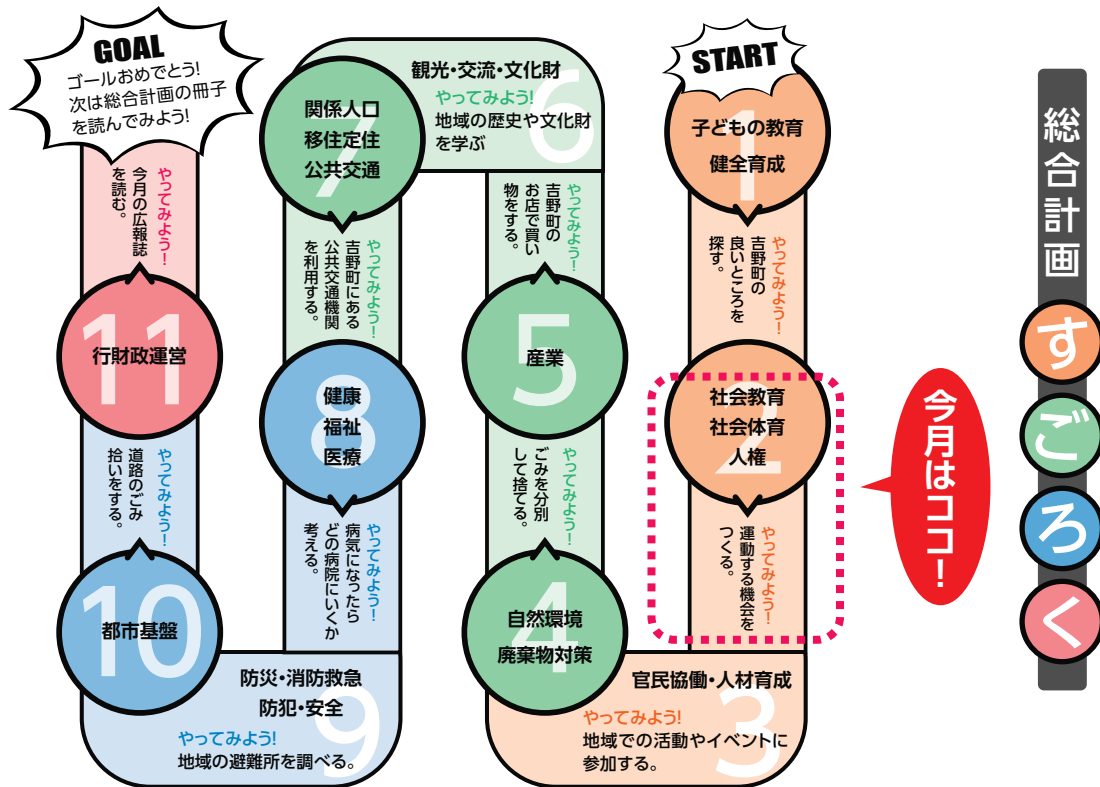 総合計画
すごろく
START
1
子どもの教育
健全育成
やってみよう!
吉野町の
良いところを
探す。
2
社会教育
社会体育
人権
やってみよう!
運動する機会を
つくる。
今月はココ!
3
官民協働・人材育成
やってみよう!
地域での活動やイベントに
参加する。
4
自然環境
廃棄物対策
やってみよう!
ごみを分別
して捨てる。
5
産業
やってみよう!
吉野町の
お店で買い
物をする。
6
観光・交流・文化財
やってみよう!
地域の歴史や文化財
を学ぶ
7
関係人口
移住定住
公共交通
やってみよう!
吉野町にある
公共交通機関
を利用する。
8
健康
福祉
医療
やってみよう!
病気になったら
どの病院にいくか
考える。
9
防災・消防救急
防犯・安全
やってみよう!
地域の避難所を調べる。
10
都市基盤
やってみよう!
道路のごみ
拾いをする。
11
行財政運営
やってみよう!
今月の広報誌
を読む。
GOAL
ゴールおめでとう!
次は総合計画の冊子
を読んでみよう!